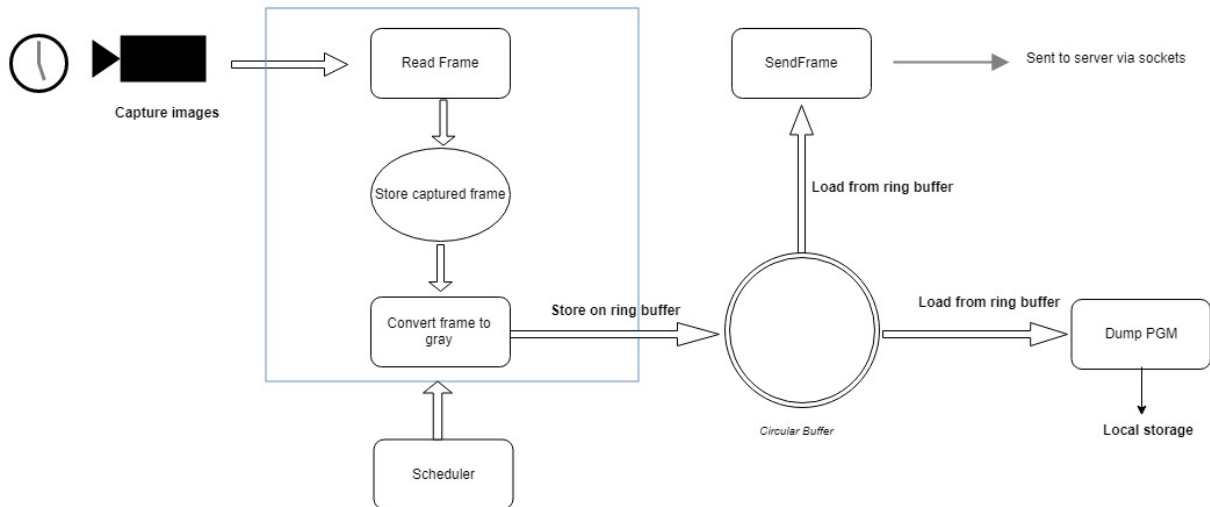 Capture images
Read Frame
Store captured frame
Convert frame to
gray
Scheduler
Store on ring buffer
Circular Buffer
Load from ring buffer
SendFrame
Sent to server via sockets
Load from ring buffer
Dump PGM
Local storage